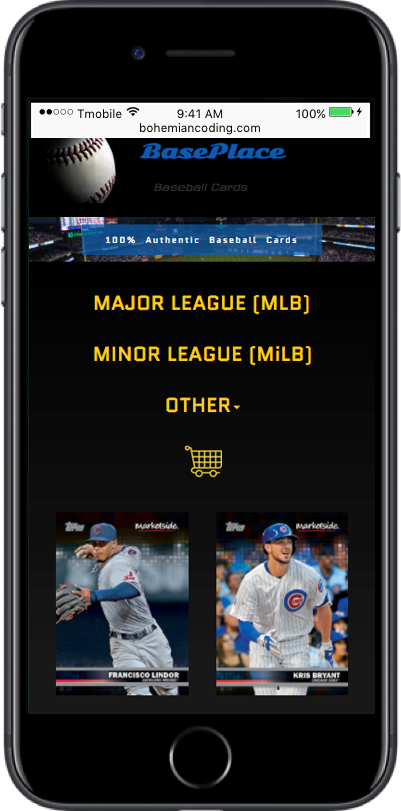 Tmobile 9:41 AM 100%
bohemiancoding.com
BasePlace
Baseball Cards
100% Authentic Baseball Cards
MAJOR LEAGUE (MLB)
MINOR LEAGUE (MiLB)
OTHER
Topps marketside.
Topps marketside.
FRANCISCO LINDOR
KRIS BRYANT